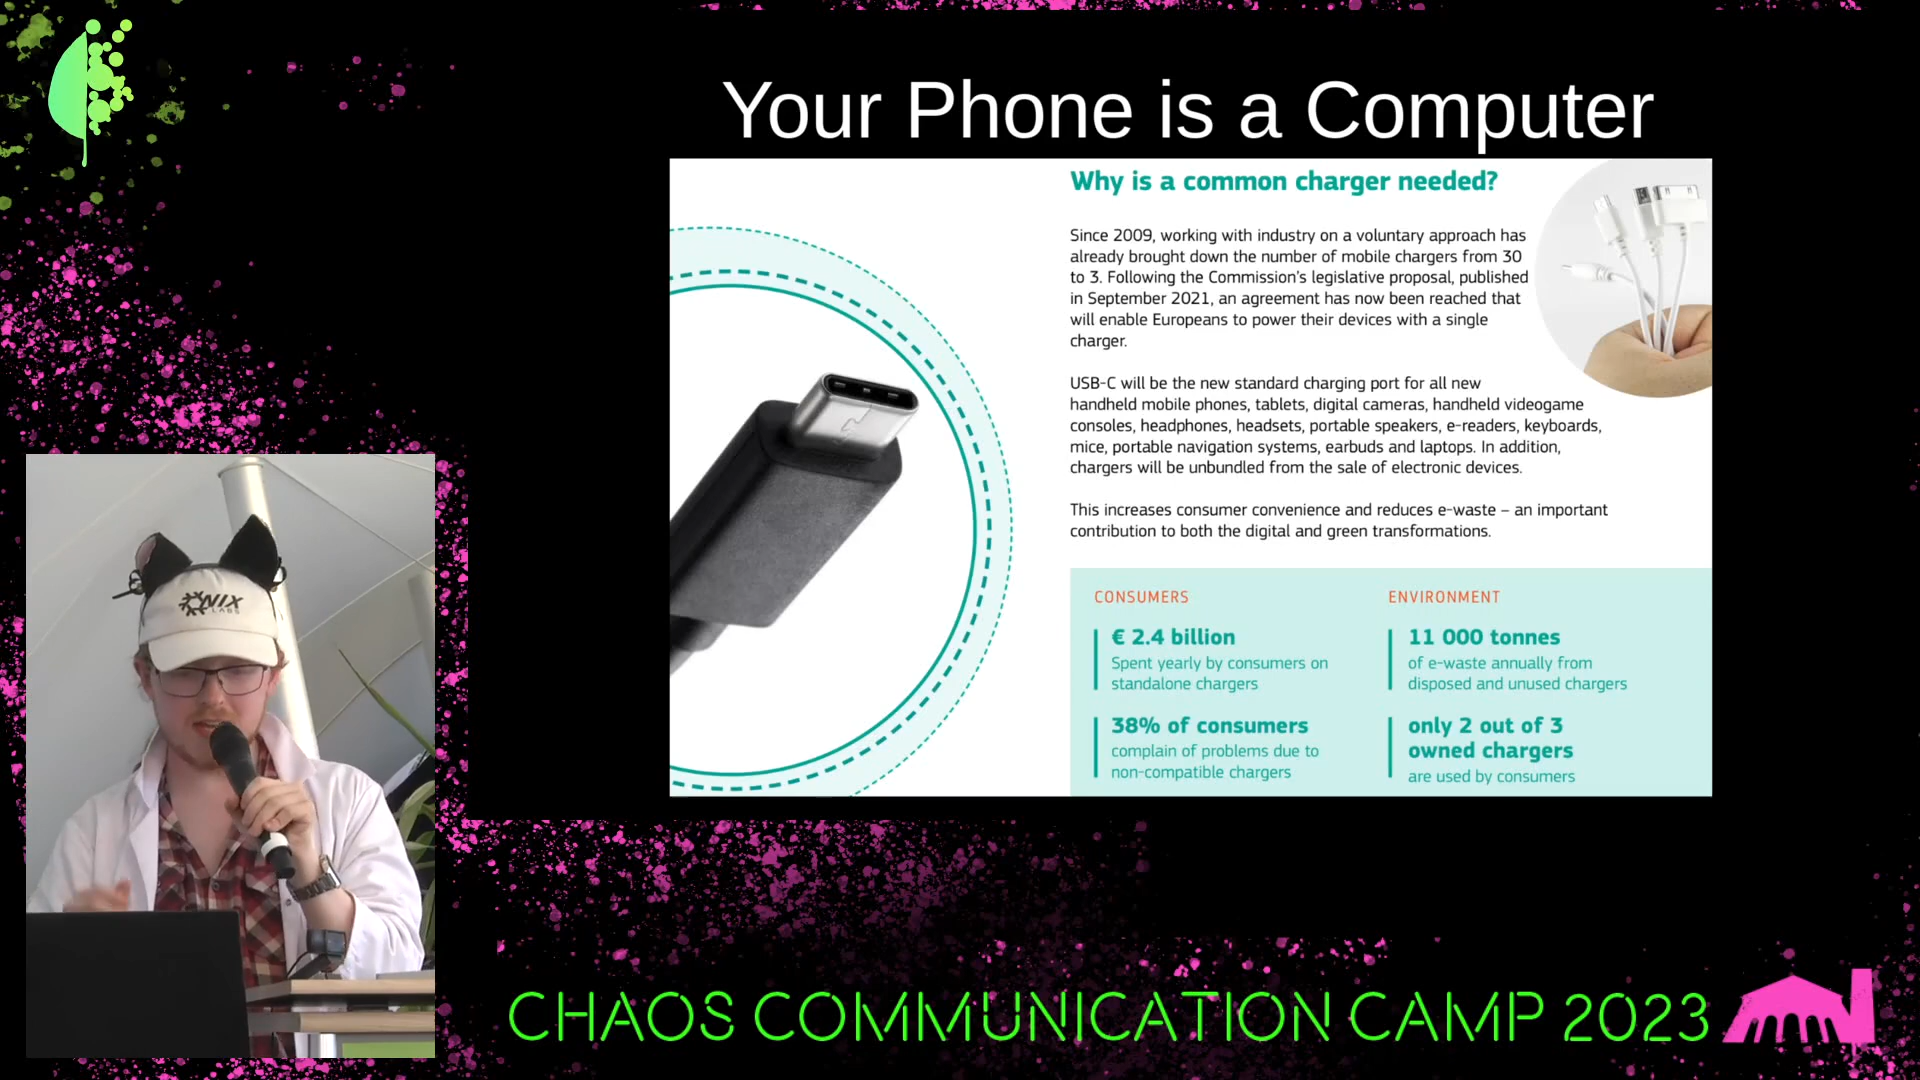 Your Phone is a Computer
Why is a common charger needed?
Since 2009, working with industry on a voluntary approach has
already brought down the number of mobile chargers from 30
to 3. Following the Commission's legislative proposal, published
in September 2021, an agreement has now been reached that
will enable Europeans to power their devices with a single
charger.
USB-C will be the new standard charging port for all new
handheld mobile phones, tablets, digital cameras, handheld videogame
consoles, headphones, headsets, portable speakers, e-readers, keyboards,
mice, portable navigation systems, earbuds and laptops. In addition,
chargers will be unbundled from the sale of electronic devices.
This increases consumer convenience and reduces e-waste – an important
contribution to both the digital and green transformations.
CONSUMERS
€ 2.4 billion
Spent yearly by consumers on
standalone chargers
38% of consumers
complain of problems due to
non-compatible chargers
ENVIRONMENT
11 000 tonnes
of e-waste annually from
disposed and unused chargers
only 2 out of 3
owned chargers
are used by consumers
NIX
LABS
CHAOS COMMUNICATION CAMP 2023